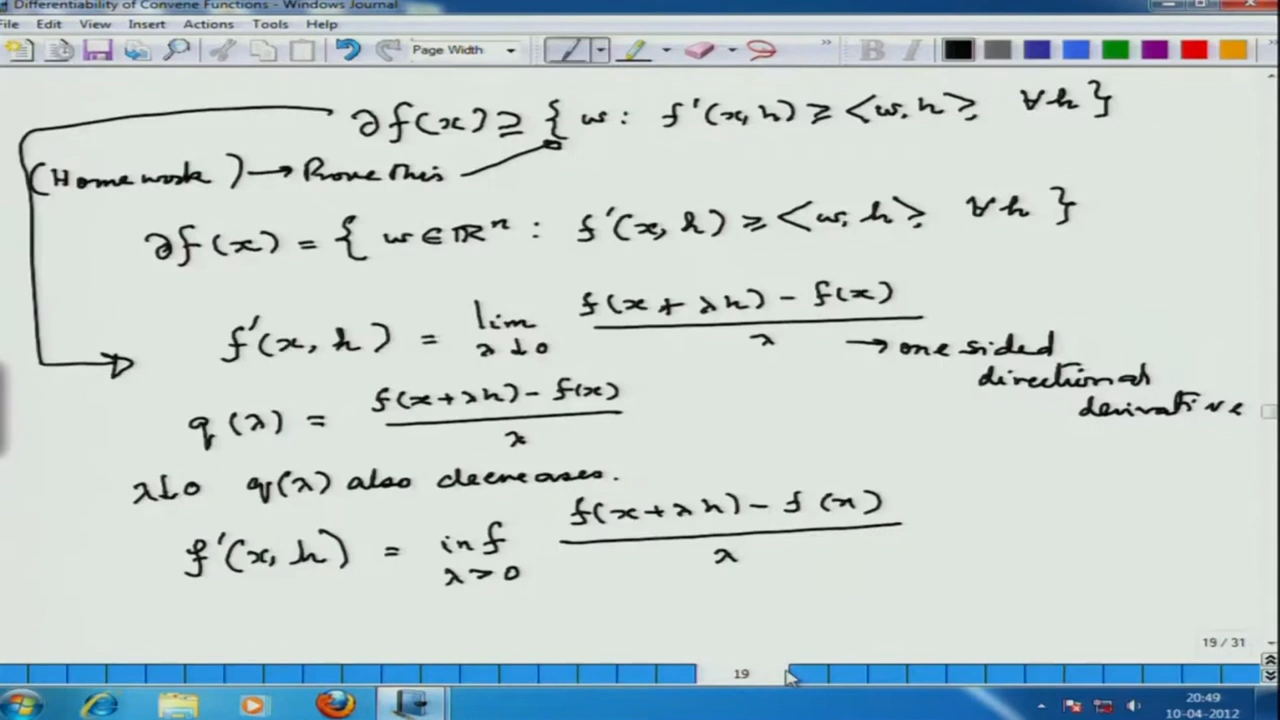 Differentiability of Convene Functions - Windows Journal
File Edit View Insert Actions Tools Help
Page Width
∂f(x) ⊇ { w : f'(x,h) ≥ <w,h>, ∀h }
(Homework) → Prove this
∂f(x) = { w ∈ ℝⁿ : f'(x,h) ≥ <w,h>, ∀h }
f'(x,h) = lim λ↓0 (f(x+λh) - f(x)) / λ → one sided
directional
derivative
q(λ) = (f(x+λh) - f(x)) / λ
λ↓0 q(λ) also decreases.
f'(x,h) = inf λ>0 (f(x+λh) - f(x)) / λ
19 / 31
19
20:49
10-04-2012